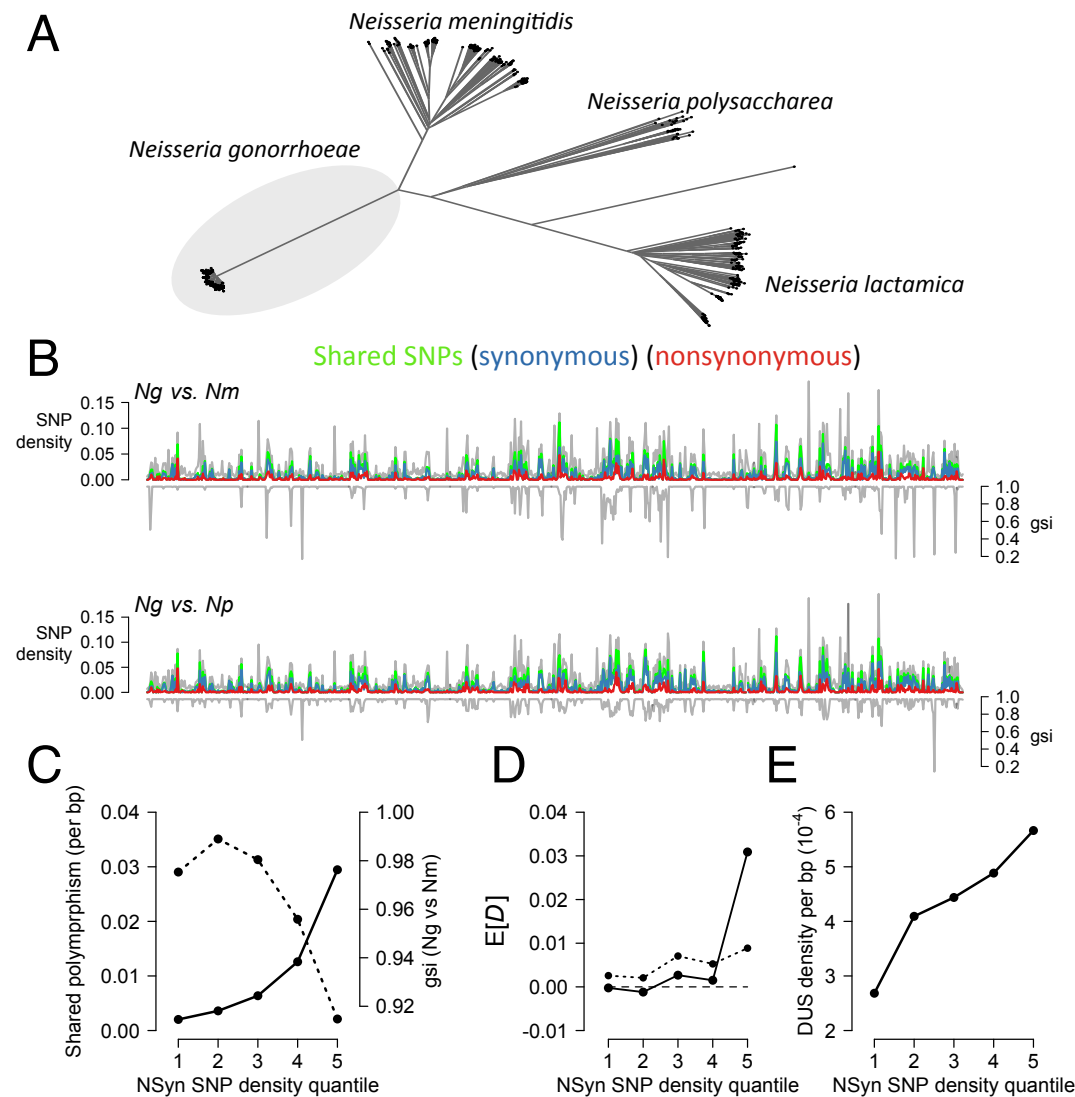 A
Neisseria meningitidis
Neisseria polysaccharea
Neisseria gonorrhoeae
Neisseria lactamica
B
Shared SNPs (synonymous) (nonsynonymous)
Ng vs. Nm
SNP density
0.15
0.10
0.05
0.00
1.0
0.8
0.6
0.4
0.2
gsi
Ng vs. Np
SNP density
0.15
0.10
0.05
0.00
1.0
0.8
0.6
0.4
0.2
gsi
C
Shared polymprphism (per bp)
0.04
0.03
0.02
0.01
0.00
1.00
0.98
0.96
0.94
0.92
gsi (Ng vs Nm)
1 2 3 4 5
NSyn SNP density quantile
D
E[D]
0.04
0.03
0.02
0.01
0.00
-0.01
1 2 3 4 5
NSyn SNP density quantile
E
DUS density per bp (10⁻⁴)
6
5
4
3
2
1 2 3 4 5
NSyn SNP density quantile